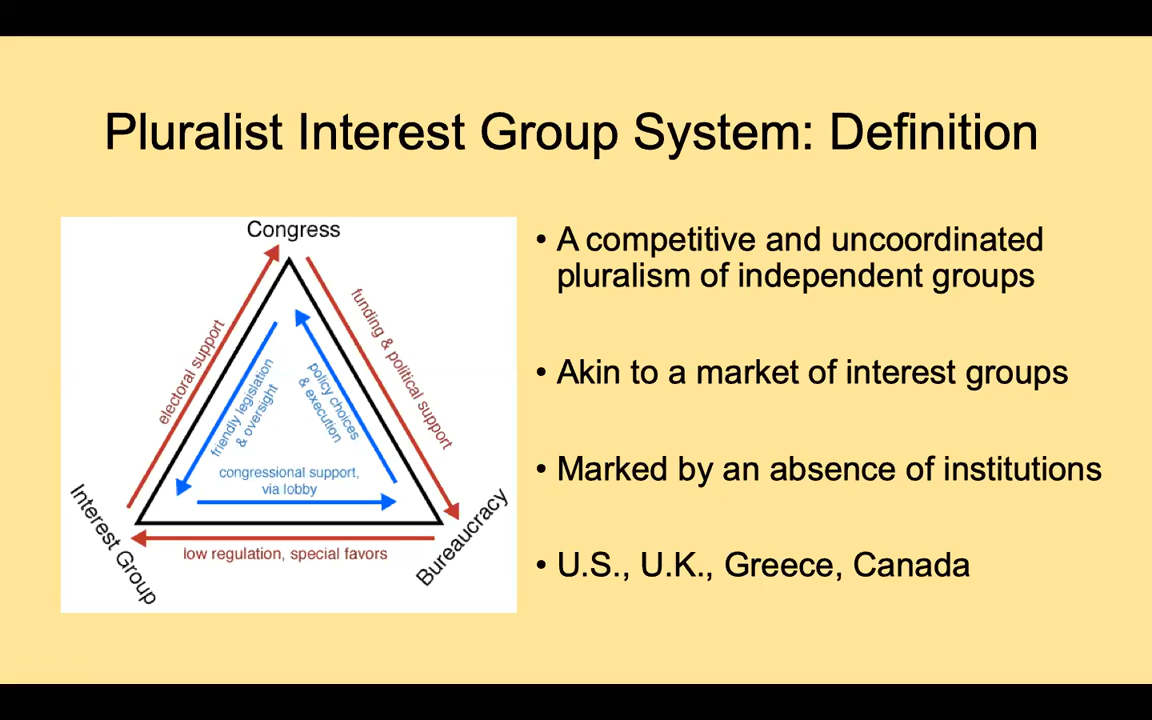 Pluralist Interest Group System: Definition
Congress
electoral support
funding & political support
friendly legislation
& oversight
policy choices
& execution
congressional support,
via lobby
Interest Group
Bureaucracy
low regulation, special favors
• A competitive and uncoordinated
pluralism of independent groups
• Akin to a market of interest groups
• Marked by an absence of institutions
• U.S., U.K., Greece, Canada